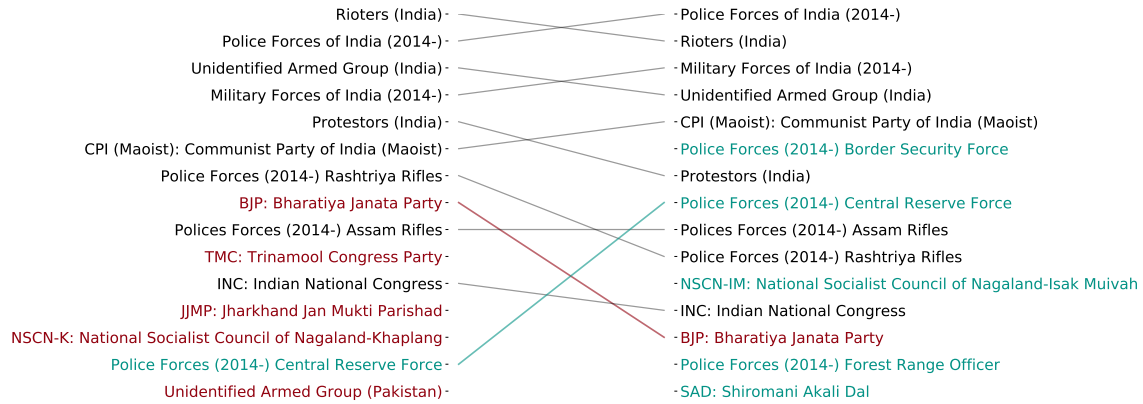 Rioters (India)
Police Forces of India (2014-)
Unidentified Armed Group (India)
Military Forces of India (2014-)
Protestors (India)
CPI (Maoist): Communist Party of India (Maoist)
Police Forces (2014-) Rashtriya Rifles
BJP: Bharatiya Janata Party
Polices Forces (2014-) Assam Rifles
TMC: Trinamool Congress Party
INC: Indian National Congress
JJMP: Jharkhand Jan Mukti Parishad
NSCN-K: National Socialist Council of Nagaland-Khaplang
Police Forces (2014-) Central Reserve Force
Unidentified Armed Group (Pakistan)
Police Forces of India (2014-)
Rioters (India)
Military Forces of India (2014-)
Unidentified Armed Group (India)
CPI (Maoist): Communist Party of India (Maoist)
Police Forces (2014-) Border Security Force
Protestors (India)
Police Forces (2014-) Central Reserve Force
Polices Forces (2014-) Assam Rifles
Police Forces (2014-) Rashtriya Rifles
NSCN-IM: National Socialist Council of Nagaland-Isak Muivah
INC: Indian National Congress
BJP: Bharatiya Janata Party
Police Forces (2014-) Forest Range Officer
SAD: Shiromani Akali Dal